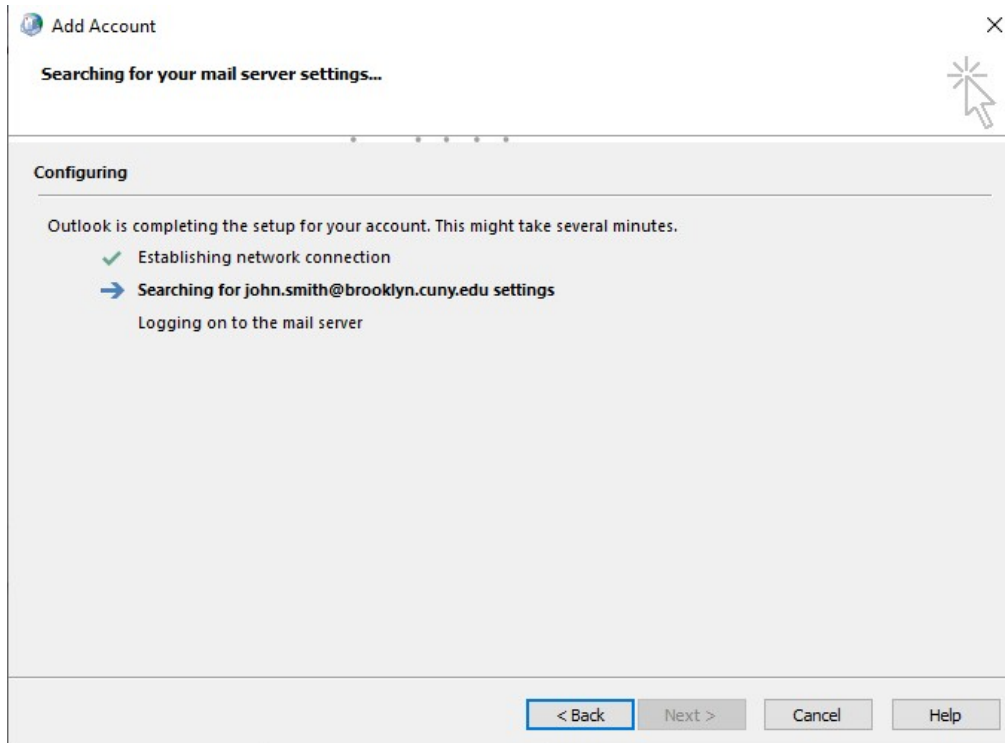 Add Account
Searching for your mail server settings...
Configuring
Outlook is completing the setup for your account. This might take several minutes.
Establishing network connection
Searching for john.smith@brooklyn.cuny.edu settings
Logging on to the mail server
< Back
Next >
Cancel
Help